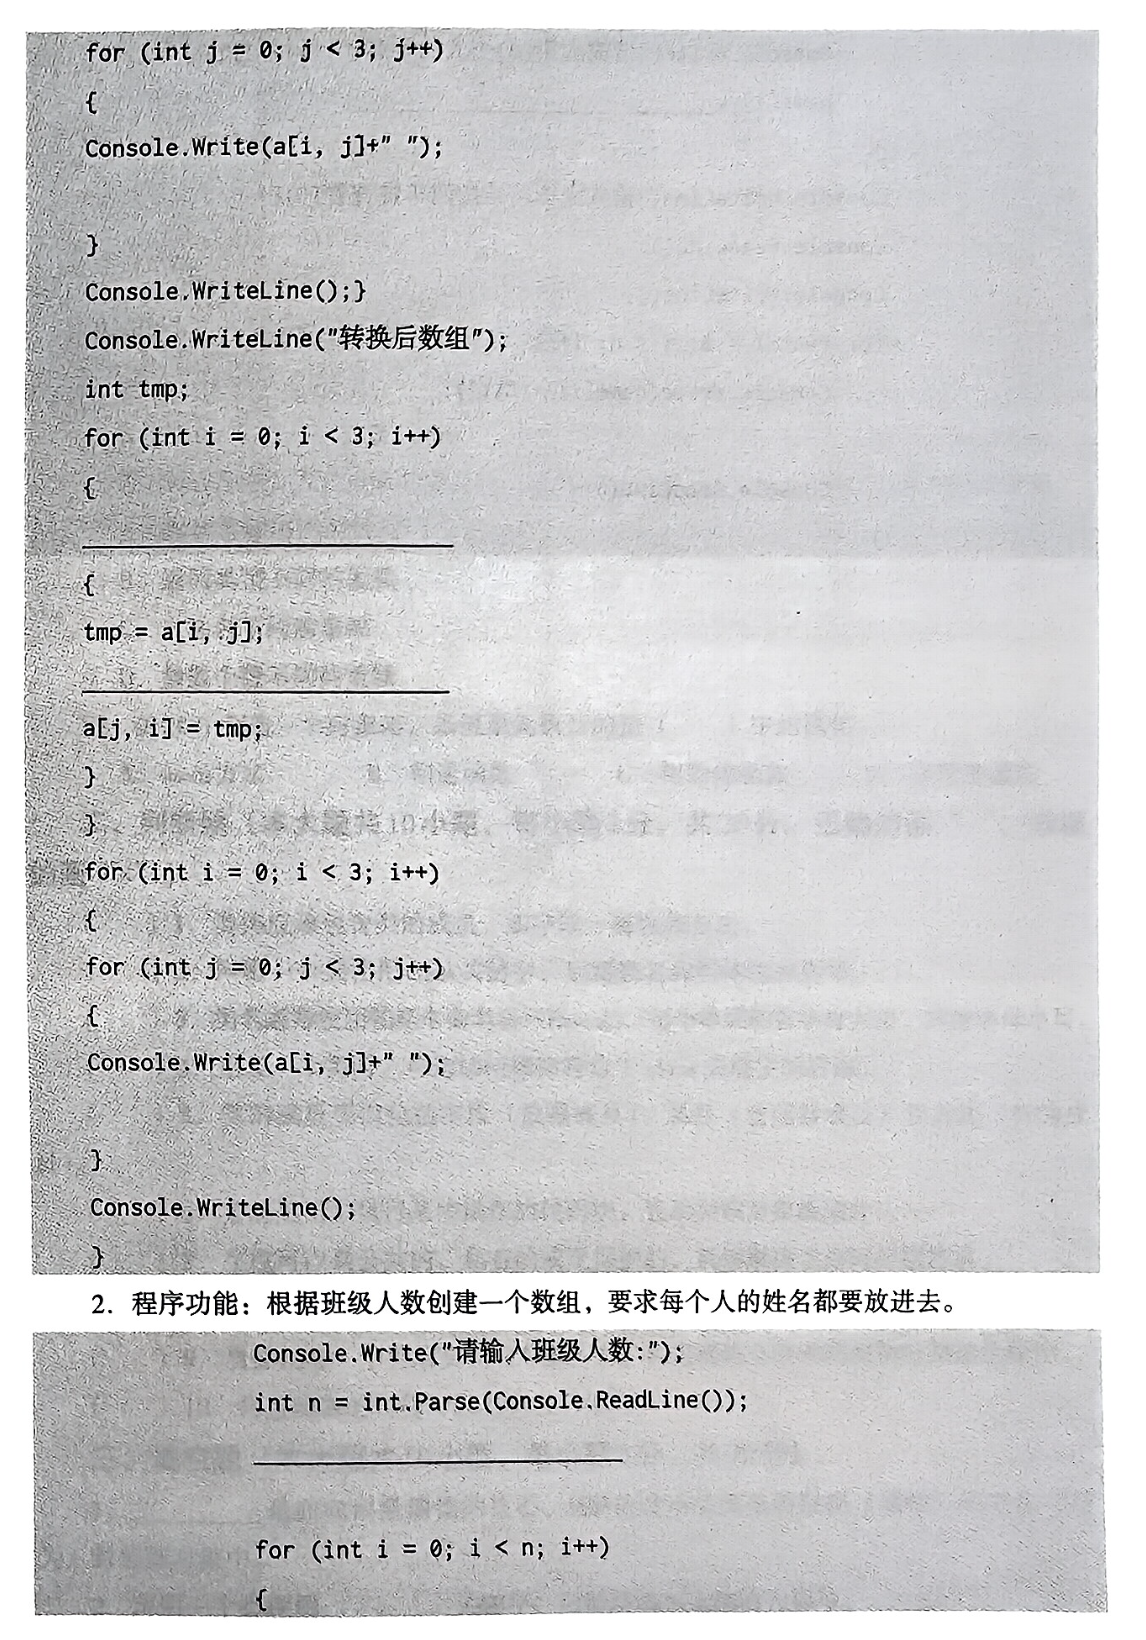 for (int j = 0; j < 3; j++)
{
Console.Write(a[i, j]+" ");
}
Console.WriteLine();}
Console.WriteLine("转换后数组");
int tmp;
for (int i = 0; i < 3; i++)
{
{
tmp = a[i, j];
a[j, i] = tmp;
}
}
for (int i = 0; i < 3; i++)
{
for (int j = 0; j < 3; j++)
{
Console.Write(a[i, j]+" ");
}
Console.WriteLine();
}
2. 程序功能：根据班级人数创建一个数组，要求每个人的姓名都要放进去。
Console.Write("请输入班级人数:");
int n = int.Parse(Console.ReadLine());
for (int i = 0; i < n; i++)
{